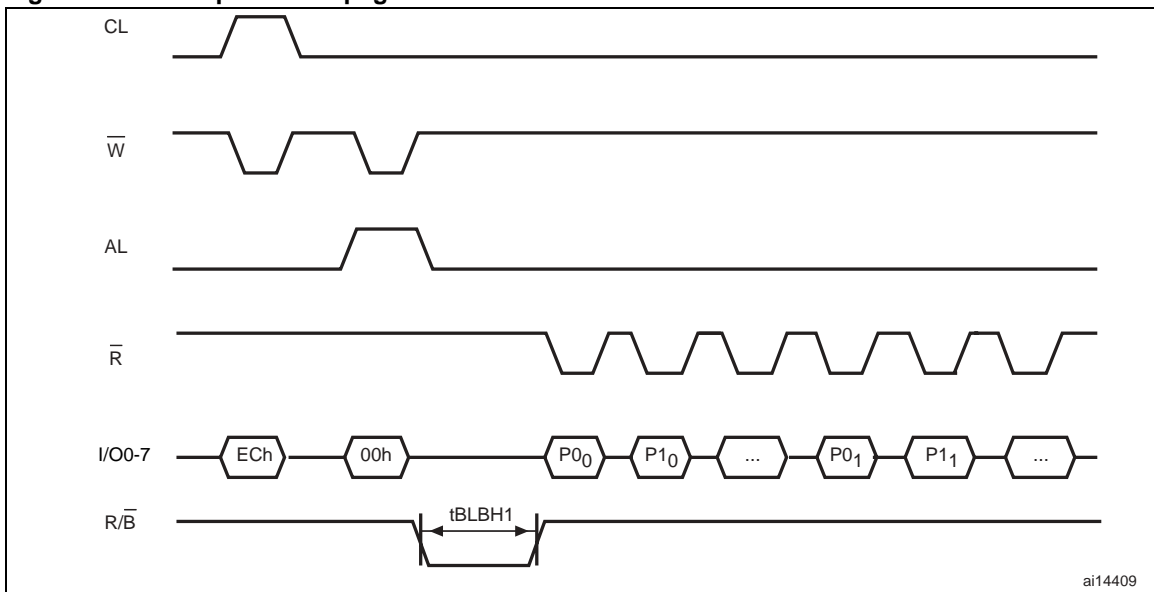 CL
W̅
AL
R̅
I/O0-7 ECh 00h P0₀ P1₀ ... P0₁ P1₁ ...
R/B̅ tBLBH1
ai14409